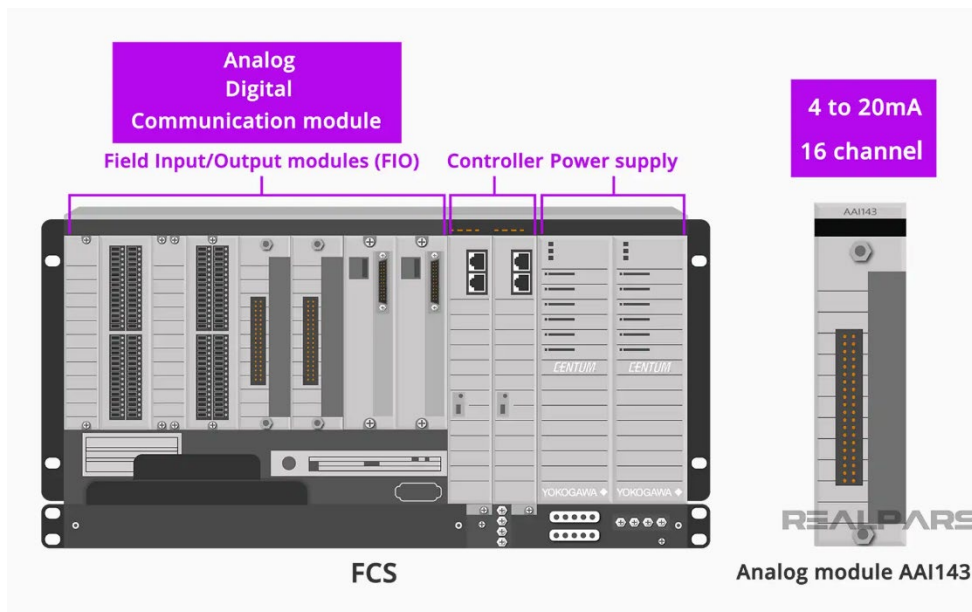 Analog
Digital
Communication module
Field Input/Output modules (FIO)
Controller
Power supply
CENTUM
CENTUM
YOKOGAWA
YOKOGAWA
FCS
4 to 20mA
16 channel
AAI143
REALPARS
Analog module AAI143